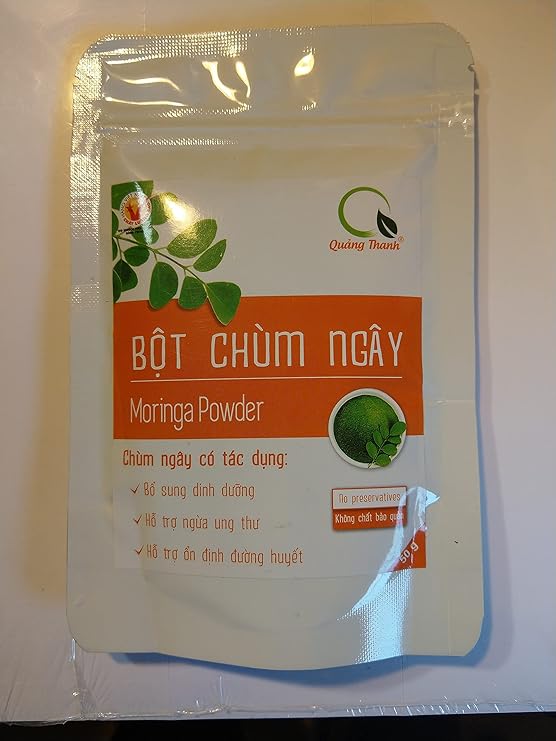 Quảng Thanh®
BỘT CHÙM NGÂY
Moringa Powder
Chùm ngây có tác dụng:
✓ Bổ sung dinh dưỡng
✓ Hỗ trợ ngừa ung thư
✓ Hỗ trợ ổn định đường huyết
No preservatives
Không chất bảo quản
50 g